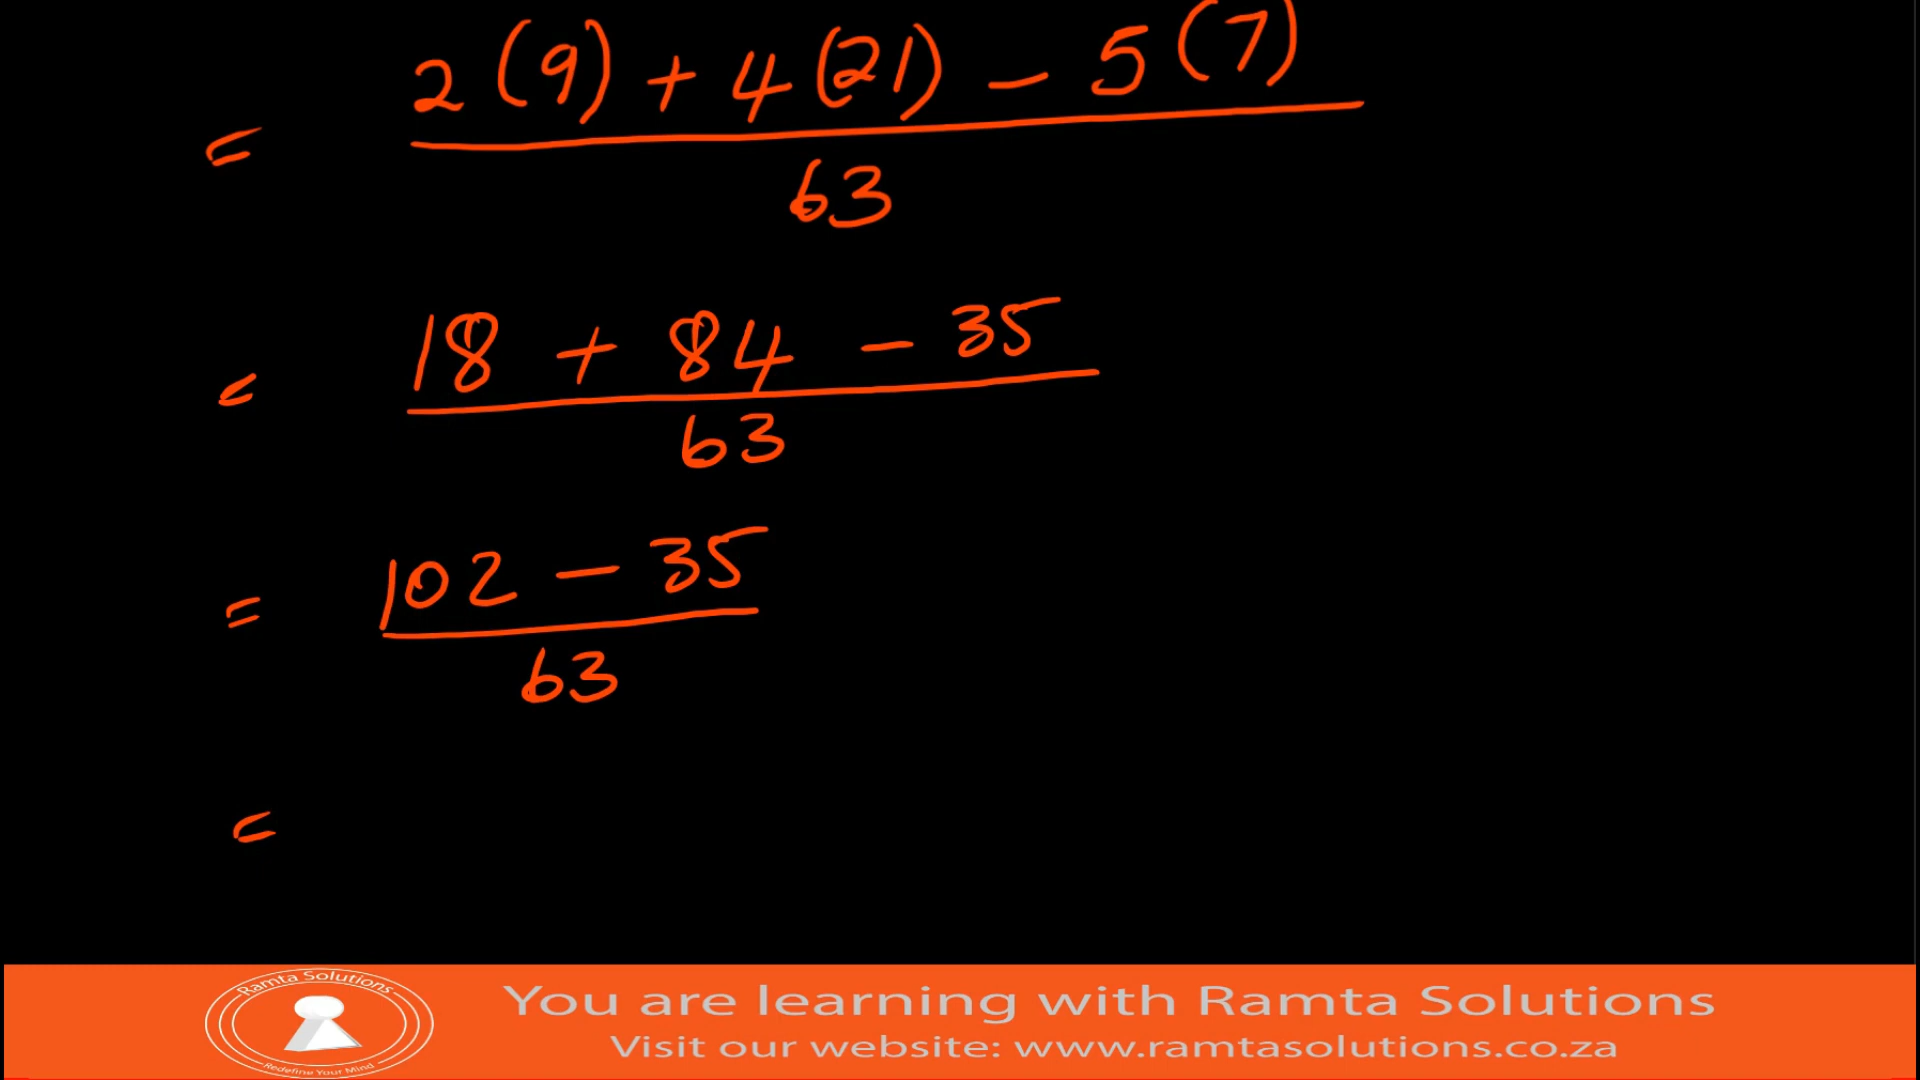 2(9) + 4(21) - 5(7)
=
63
18 + 84 - 35
=
63
102 - 35
=
63
=
Ramta Solutions
You are learning with Ramta Solutions
Visit our website: www.ramtasolutions.co.za
Redefine Your Mind